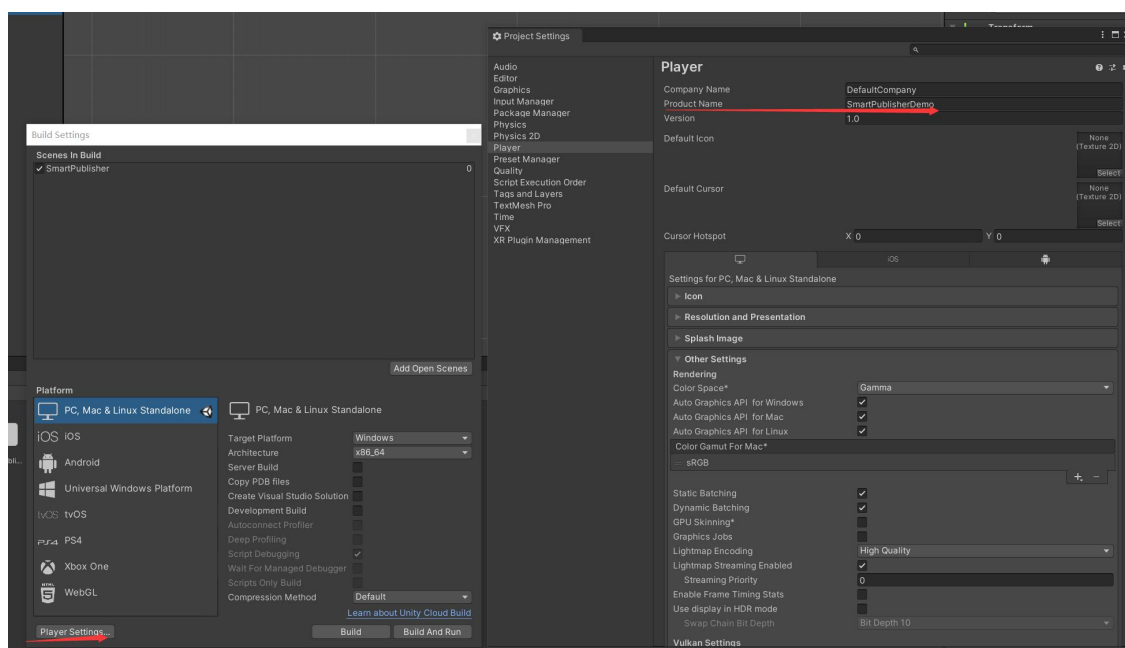 Transform
Project Settings
Audio
Editor
Graphics
Input Manager
Package Manager
Physics
Physics 2D
Player
Preset Manager
Quality
Script Execution Order
Tags and Layers
TextMesh Pro
Time
VFX
XR Plugin Management
Player
Company Name DefaultCompany
Product Name SmartPublisherDemo
Version 1.0
Default Icon
None
(Texture 2D)
Select
Default Cursor
None
(Texture 2D)
Select
Cursor Hotspot X 0 Y 0
iOS
Settings for PC, Mac & Linux Standalone
Icon
Resolution and Presentation
Splash Image
Other Settings
Rendering
Color Space* Gamma
Auto Graphics API for Windows
Auto Graphics API for Mac
Auto Graphics API for Linux
Color Gamut For Mac*
sRGB
Static Batching
Dynamic Batching
GPU Skinning*
Graphics Jobs
Lightmap Encoding High Quality
Lightmap Streaming Enabled
Streaming Priority 0
Enable Frame Timing Stats
Use display in HDR mode
Swap Chain Bit Depth Bit Depth 10
Vulkan Settings
Build Settings
Scenes In Build
SmartPublisher 0
Add Open Scenes
Platform
PC, Mac & Linux Standalone
iOS iOS
Android
Universal Windows Platform
tvOS tvOS
PS4 PS4
Xbox One
HTML 5 WebGL
PC, Mac & Linux Standalone
Target Platform Windows
Architecture x86_64
Server Build
Copy PDB files
Create Visual Studio Solution
Development Build
Autoconnect Profiler
Deep Profiling
Script Debugging
Wait For Managed Debugger
Scripts Only Build
Compression Method Default
Learn about Unity Cloud Build
Player Settings... Build Build And Run
bli...